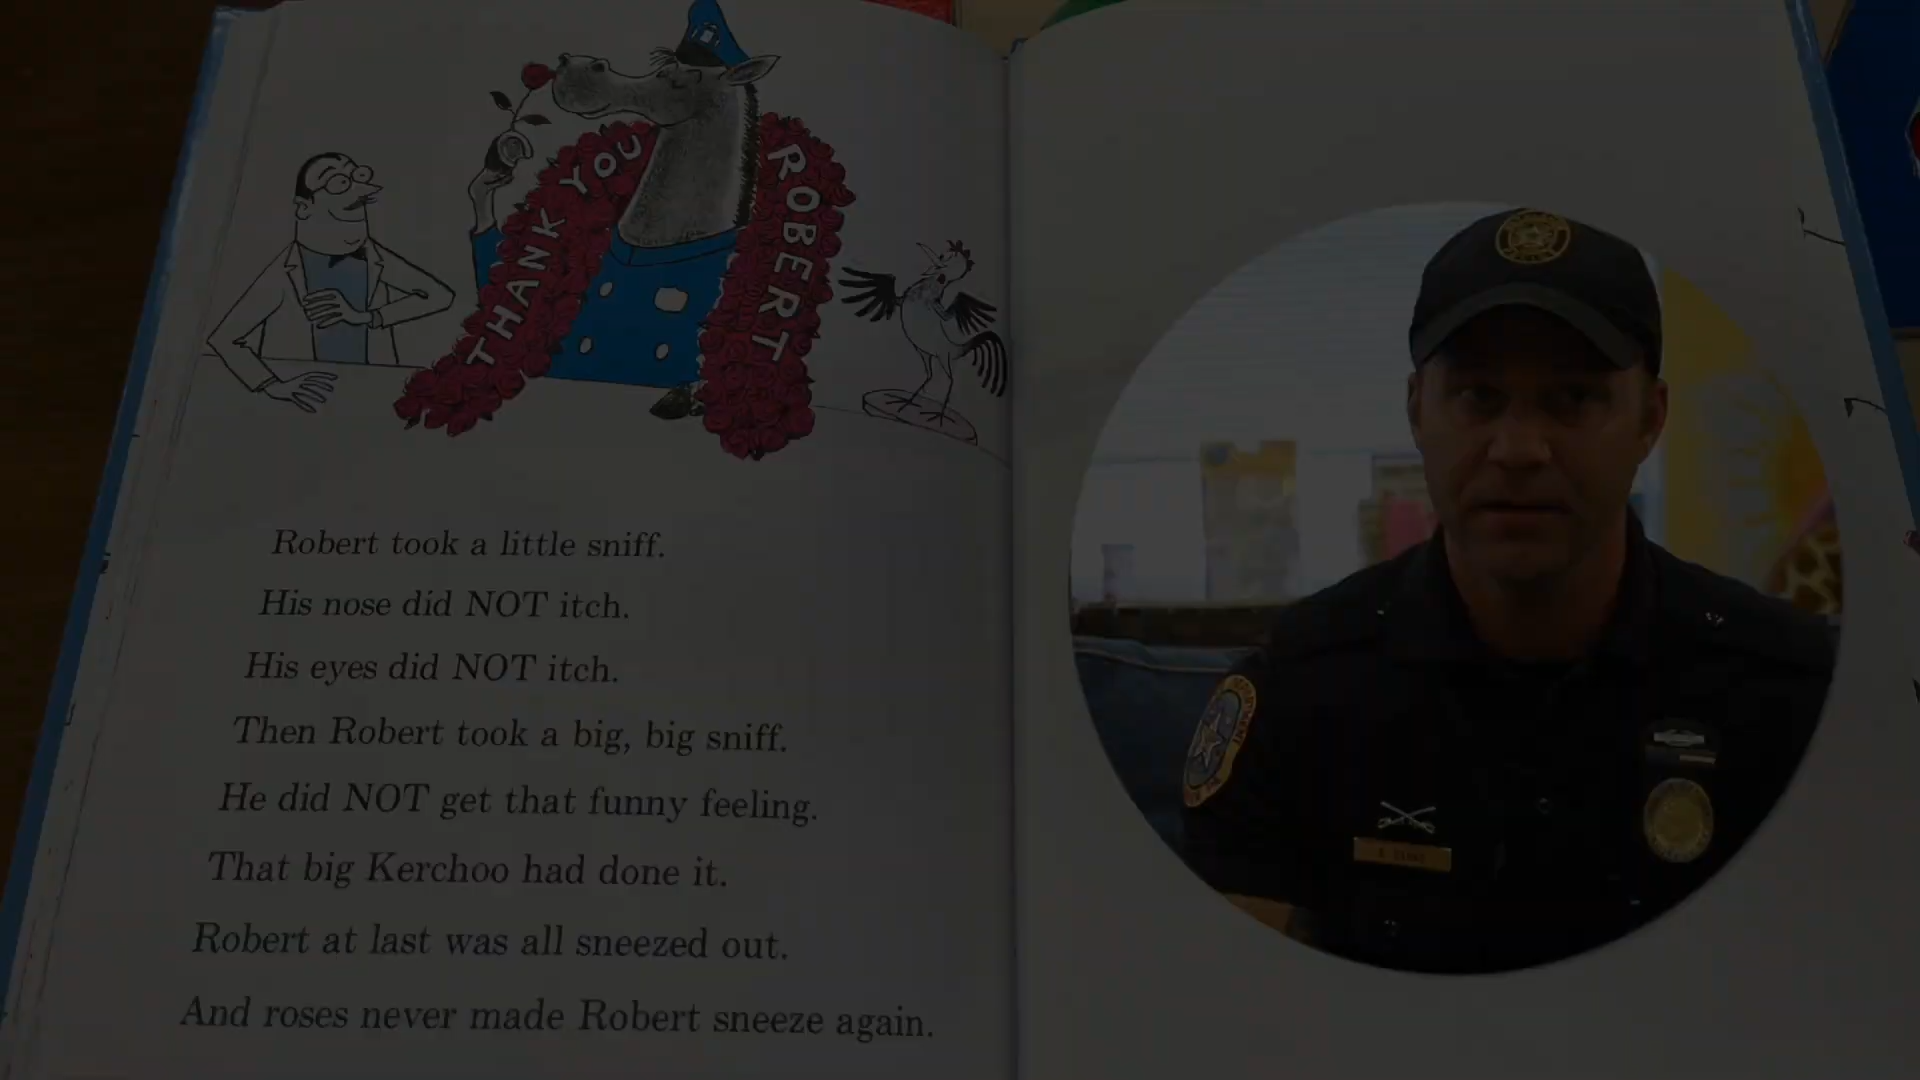 THANK YOU
ROBERT
Robert took a little sniff.
His nose did NOT itch.
His eyes did NOT itch.
Then Robert took a big, big sniff.
He did NOT get that funny feeling.
That big Kerchoo had done it.
Robert at last was all sneezed out.
And roses never made Robert sneeze again.